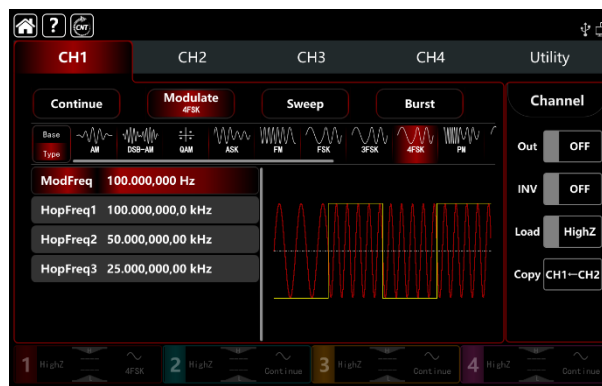 ? CNT
CH1 CH2 CH3 CH4 Utility
Continue Modulate Sweep Burst Channel
4FSK
Base
Type AM DSB-AM QAM ASK FM FSK 3FSK 4FSK PM
Out OFF
ModFreq 100.000,000 Hz
INV OFF
HopFreq1 100.000,000,0 kHz
Load HighZ
HopFreq2 50.000,000,00 kHz
HopFreq3 25.000,000,00 kHz
Copy CH1←CH2
1 HighZ 4FSK 2 HighZ Continue 3 HighZ Continue 4 HighZ Continue